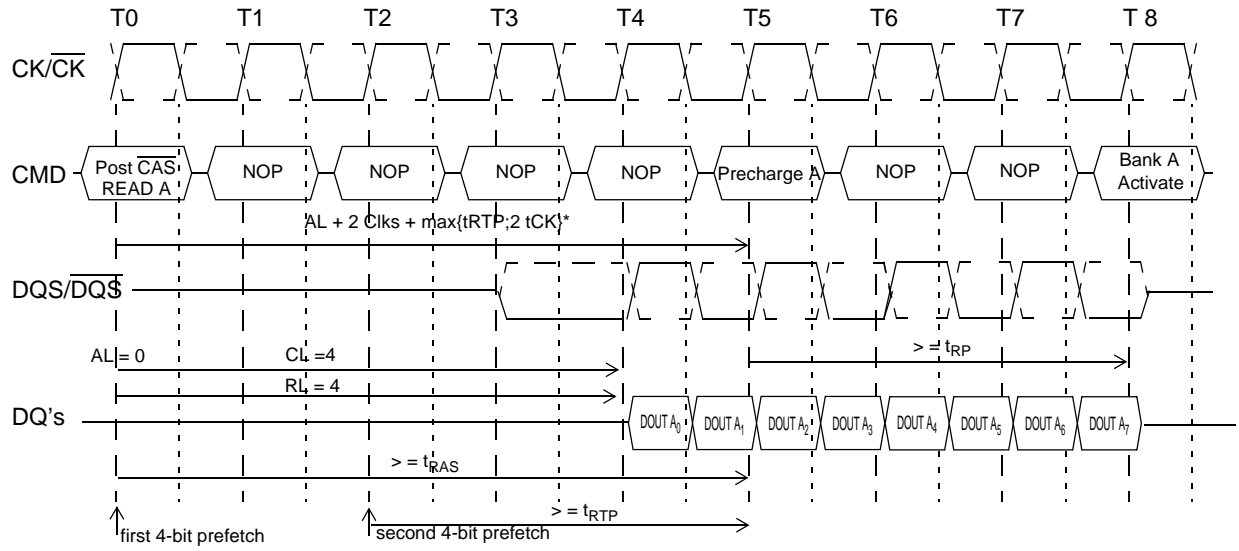 T0 T1 T2 T3 T4 T5 T6 T7 T 8
CK/CK
CMD
Post CAS
READ A
NOP
NOP
NOP
NOP
Precharge A
NOP
NOP
Bank A
Activate
AL + 2 Clks + max{tRTP;2 tCK}*
DQS/DQS
AL = 0
CL =4
> = tRP
RL = 4
DQ's
DOUT A0
DOUT A1
DOUT A2
DOUT A3
DOUT A4
DOUT A5
DOUT A6
DOUT A7
> = tRAS
> = tRTP
first 4-bit prefetch
second 4-bit prefetch